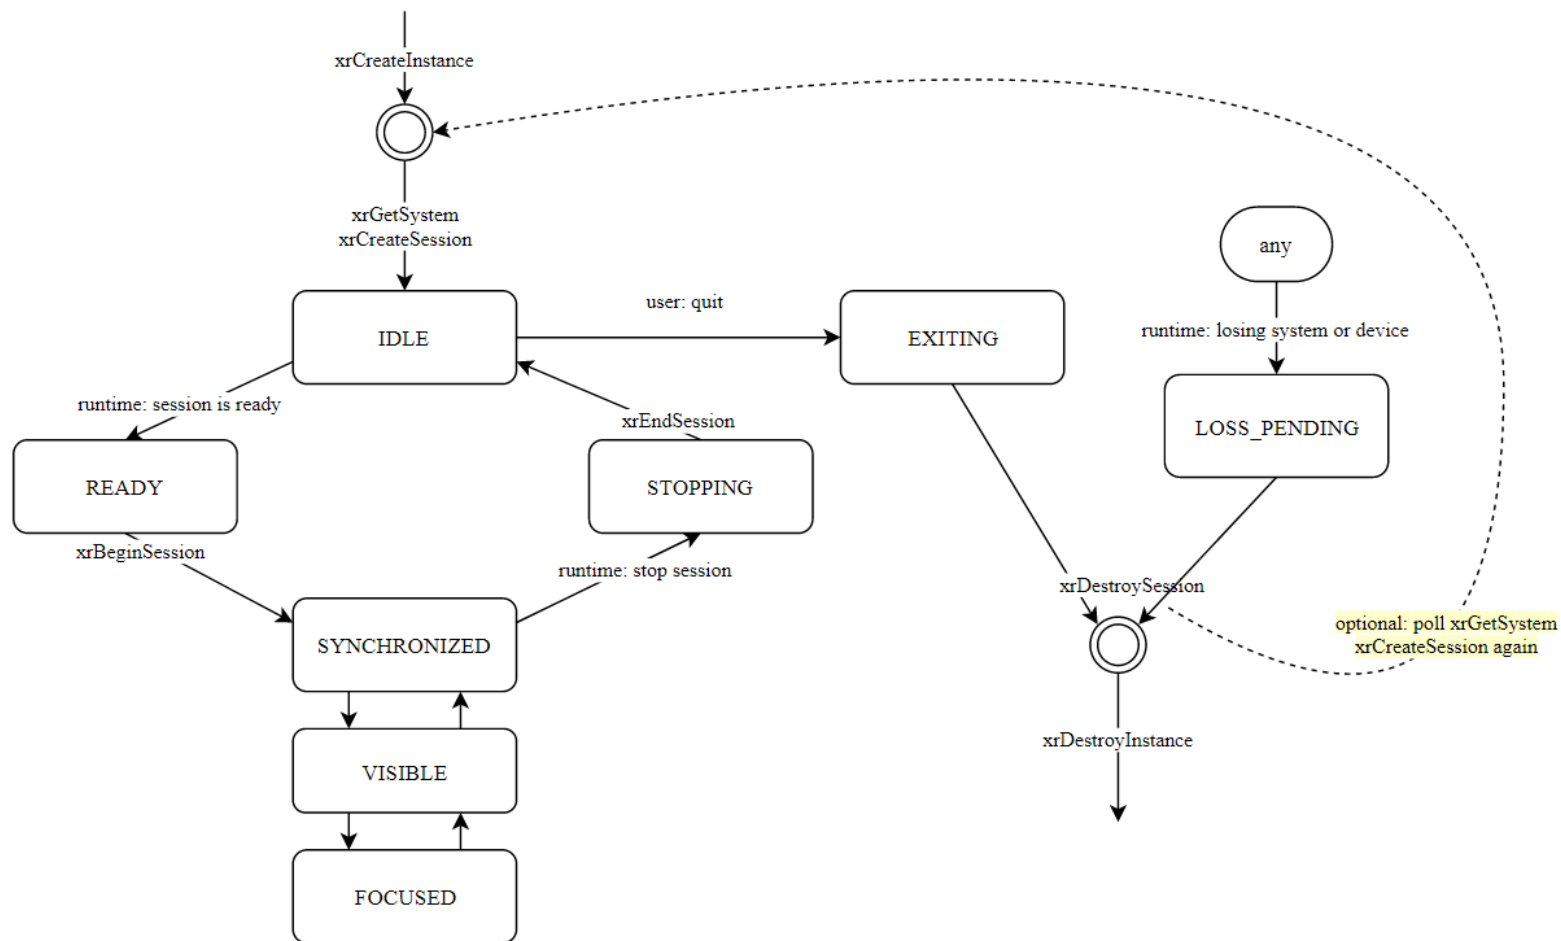 xrCreateInstance
xrGetSystem
xrCreateSession
any
user: quit
runtime: losing system or device
IDLE
EXITING
runtime: session is ready
xrEndSession
LOSS_PENDING
READY
STOPPING
xrBeginSession
runtime: stop session
xrDestroySession
optional: poll xrGetSystem
xrCreateSession again
SYNCHRONIZED
xrDestroyInstance
VISIBLE
FOCUSED